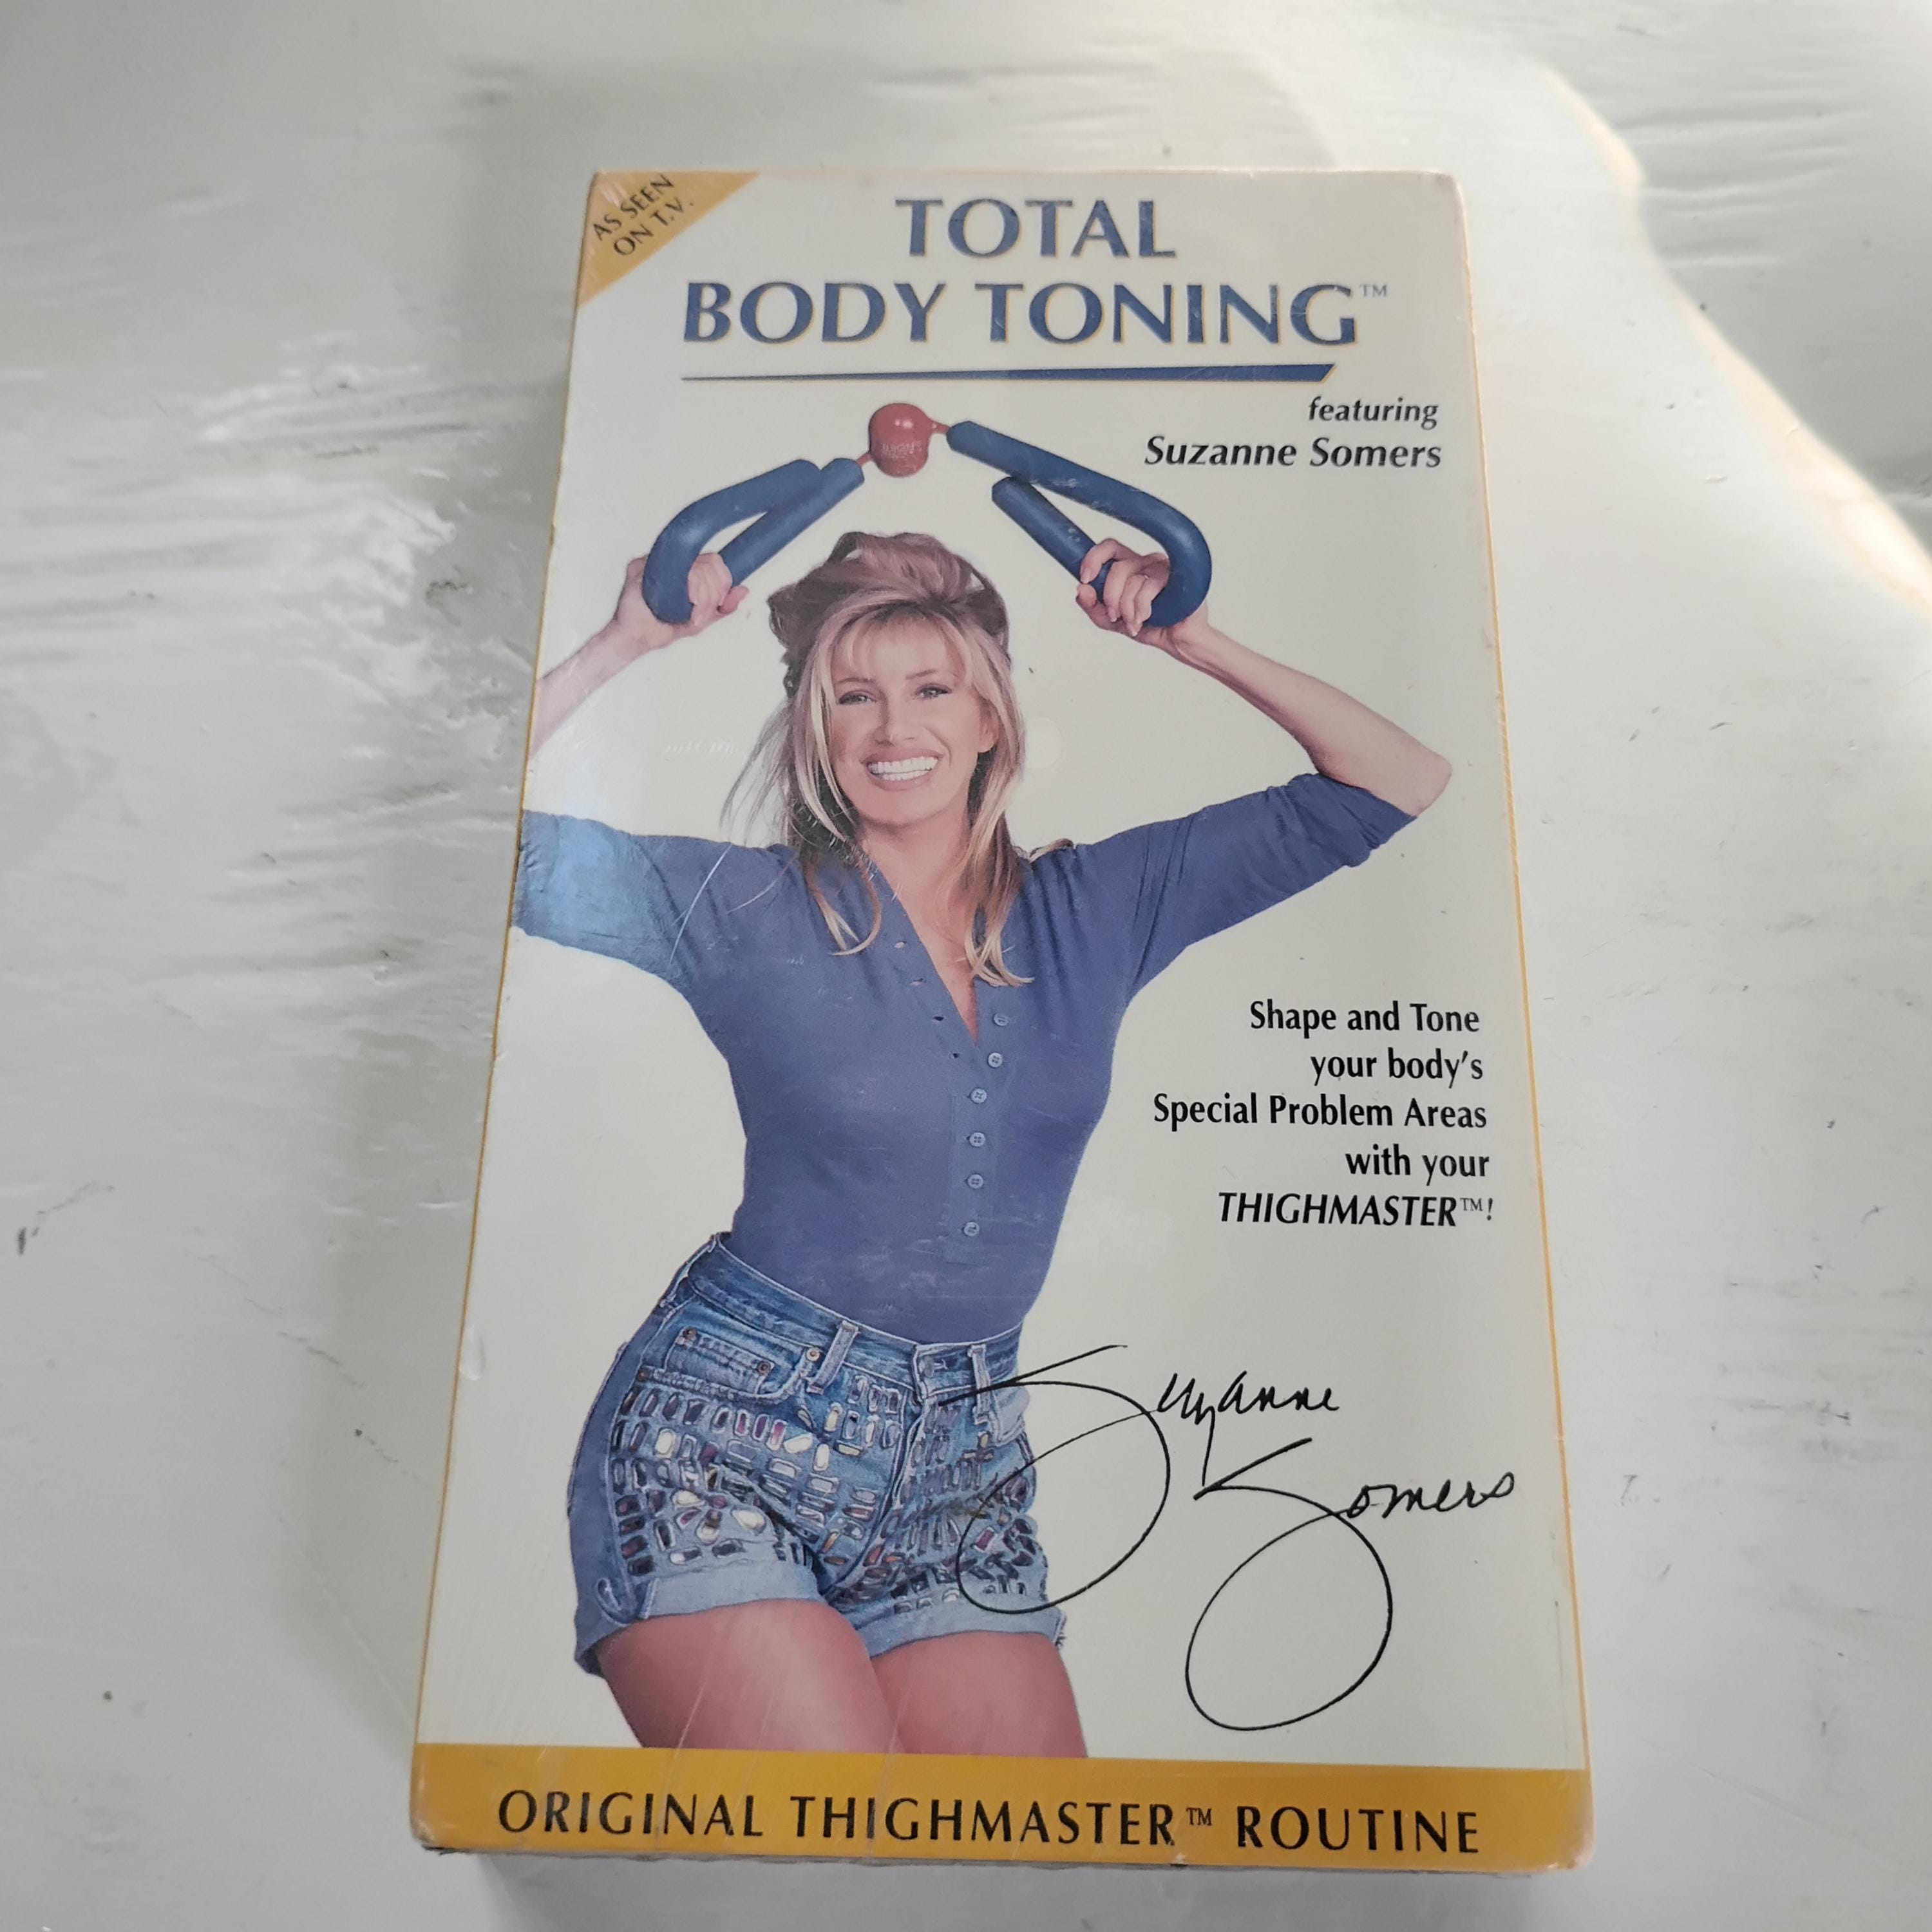 AS SEEN
ON T.V.
TOTAL
BODY TONING™
featuring
Suzanne Somers
Shape and Tone
your body's
Special Problem Areas
with your
THIGHMASTER™!
Suzanne
Somers
ORIGINAL THIGHMASTER™ ROUTINE